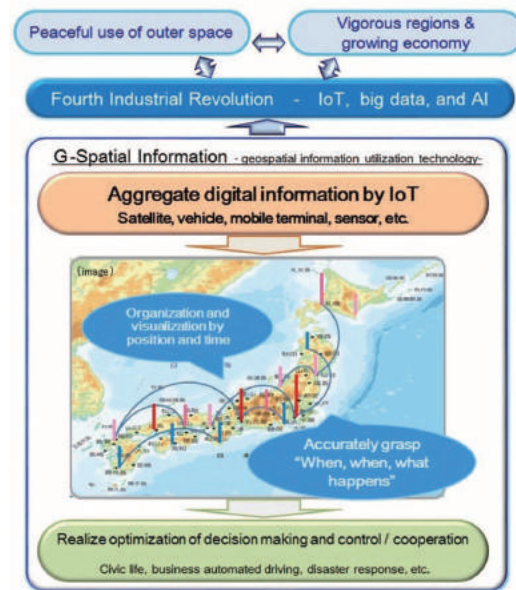 Peaceful use of outer space
Vigorous regions &
growing economy
Fourth Industrial Revolution - IoT, big data, and AI
G-Spatial Information - geospatial information utilization technology-
Aggregate digital information by IoT
Satellite, vehicle, mobile terminal, sensor, etc.
(image)
Organization and
visualization by
position and time
Accurately grasp
"When, when, what
happens"
Realize optimization of decision making and control / cooperation
Civic life, business automated driving, disaster response, etc.